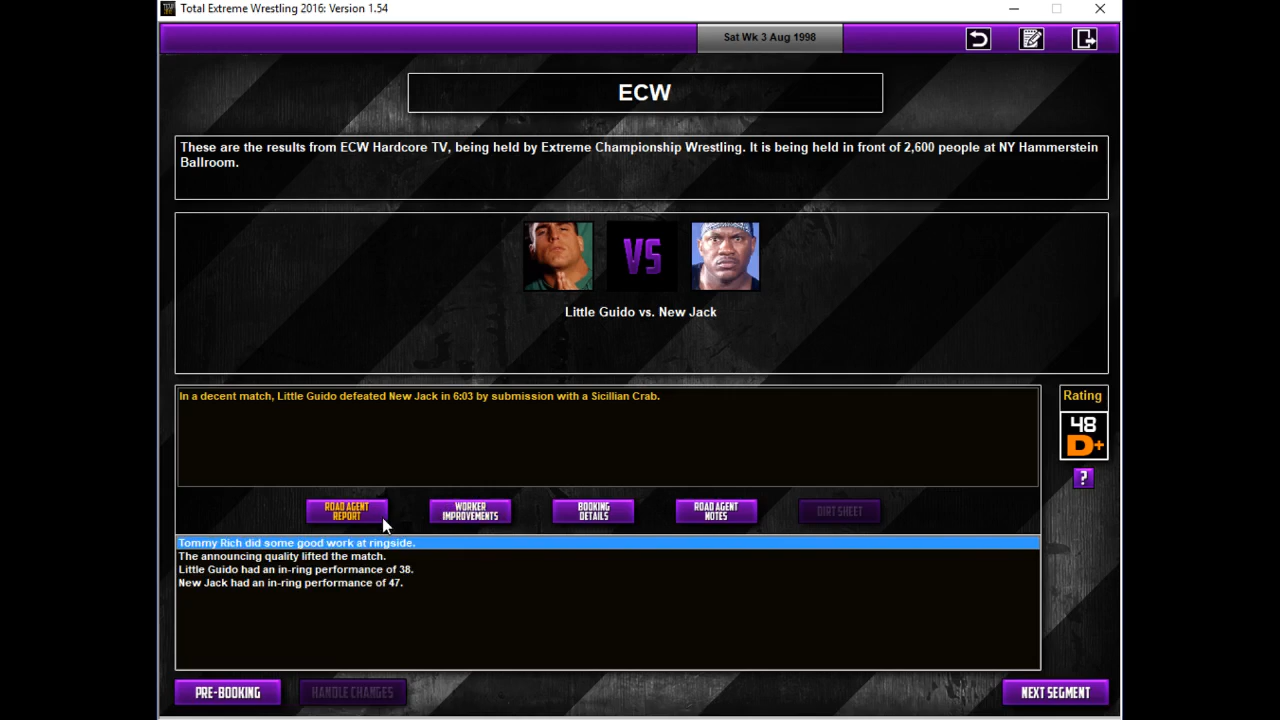 Total Extreme Wrestling 2016: Version 1.54
Sat Wk 3 Aug 1998
ECW
These are the results from ECW Hardcore TV, being held by Extreme Championship Wrestling. It is being held in front of 2,600 people at NY Hammerstein
Ballroom.
VS
Little Guido vs. New Jack
In a decent match, Little Guido defeated New Jack in 6:03 by submission with a Sicillian Crab.
Rating
48
D+
?
ROAD AGENT
REPORT
WORKER
IMPROVEMENTS
BOOKING
DETAILS
ROAD AGENT
NOTES
DIRT SHEET
Tommy Rich did some good work at ringside.
The announcing quality lifted the match.
Little Guido had an in-ring performance of 38.
New Jack had an in-ring performance of 47.
PRE-BOOKING
HANDLE CHANGES
NEXT SEGMENT